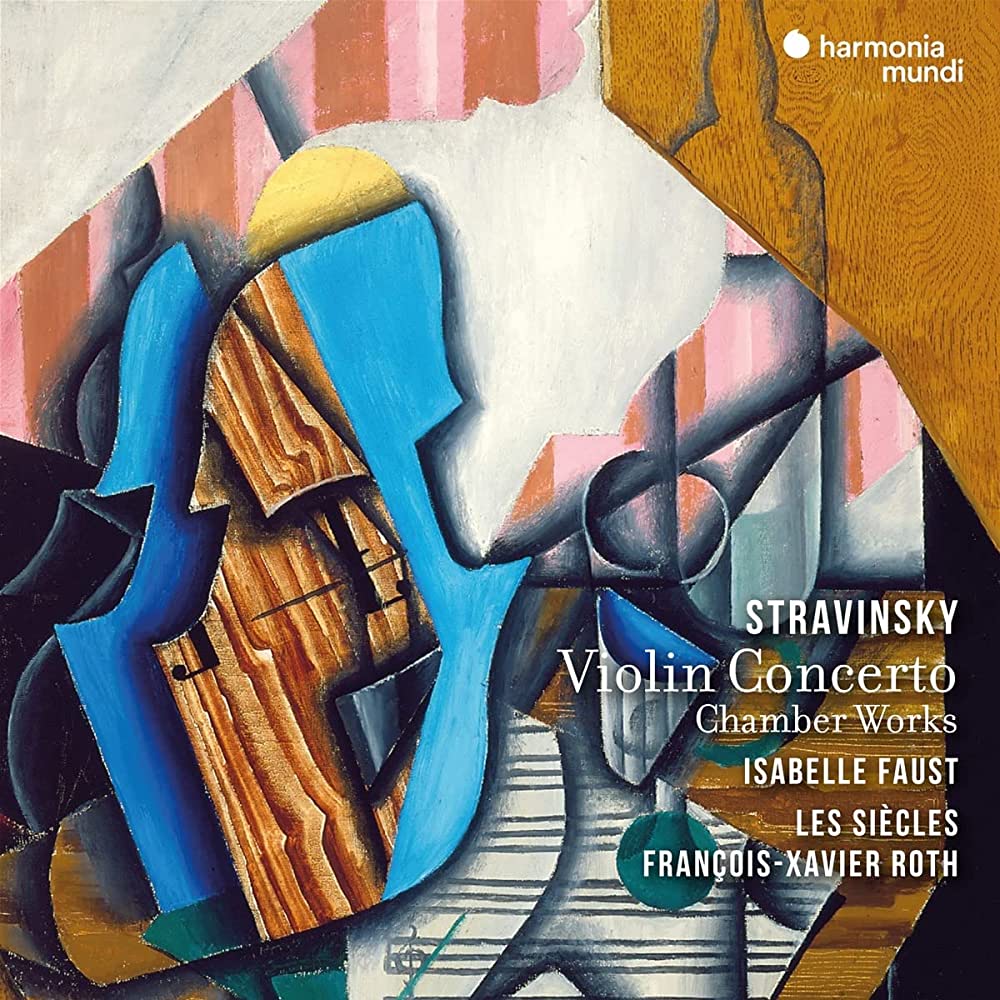 harmonia
mundi
STRAVINSKY
Violin Concerto
Chamber Works
ISABELLE FAUST
LES SIÈCLES
FRANÇOIS-XAVIER ROTH